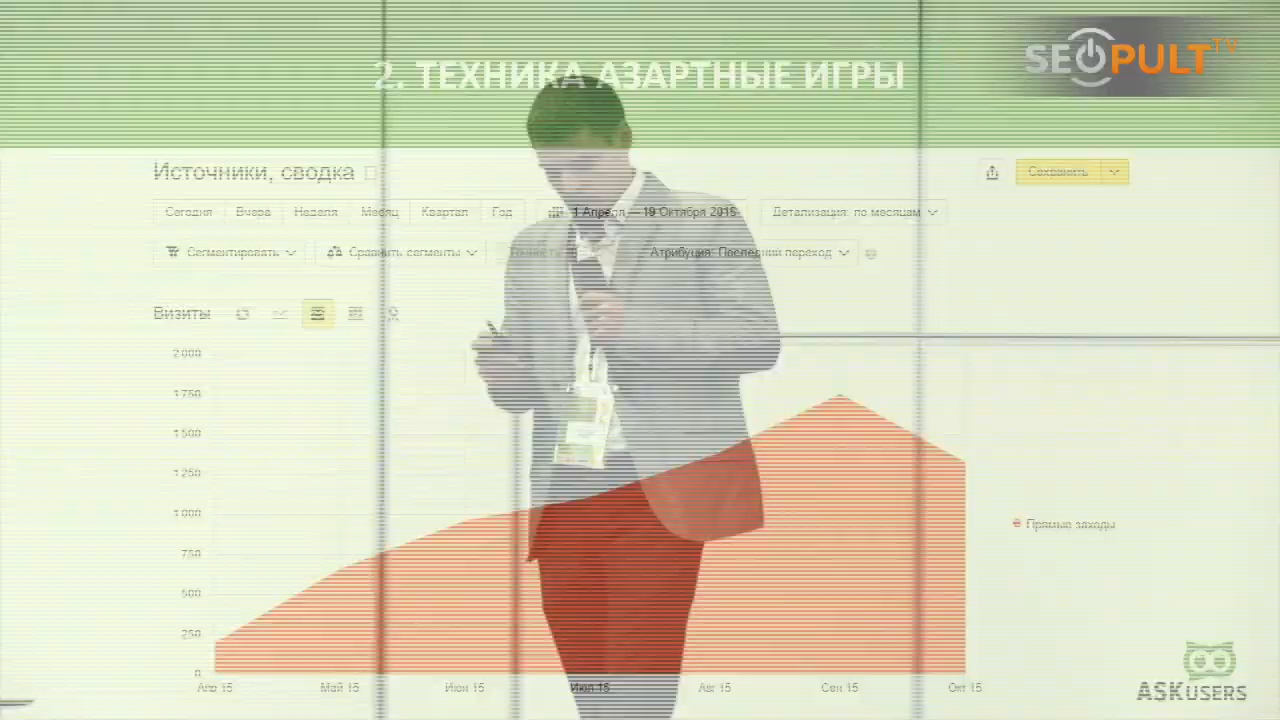 SEOPULT TV
2. ТЕХНИКА АЗАРТНЫЕ ИГРЫ
Источники, сводка
Сохранить
Сегодня Вчера Неделя Месяц Квартал Год 1 Апреля — 19 Октября 2015 Детализация: по месяцам
Сегментировать Сравнить сегменты Атрибуция: Последний переход
Визиты
2 000
1 750
1 500
1 250
1 000
750
500
250
0
Прямые заходы
Апр 15 Май 15 Июн 15 Июл 15 Авг 15 Сен 15 Окт 15
ASKUSERS